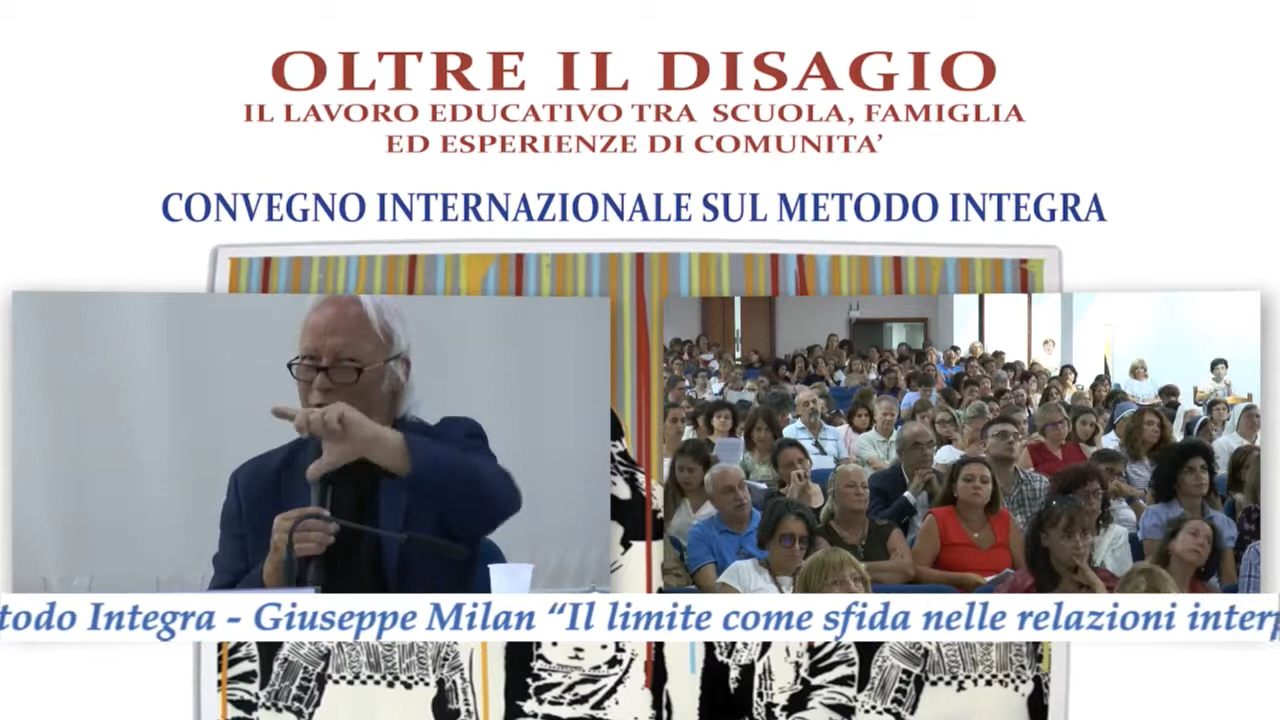 OLTRE IL DISAGIO
IL LAVORO EDUCATIVO TRA SCUOLA, FAMIGLIA
ED ESPERIENZE DI COMUNITA’
CONVEGNO INTERNAZIONALE SUL METODO INTEGRA
todo Integra - Giuseppe Milan “Il limite come sfida nelle relazioni interp